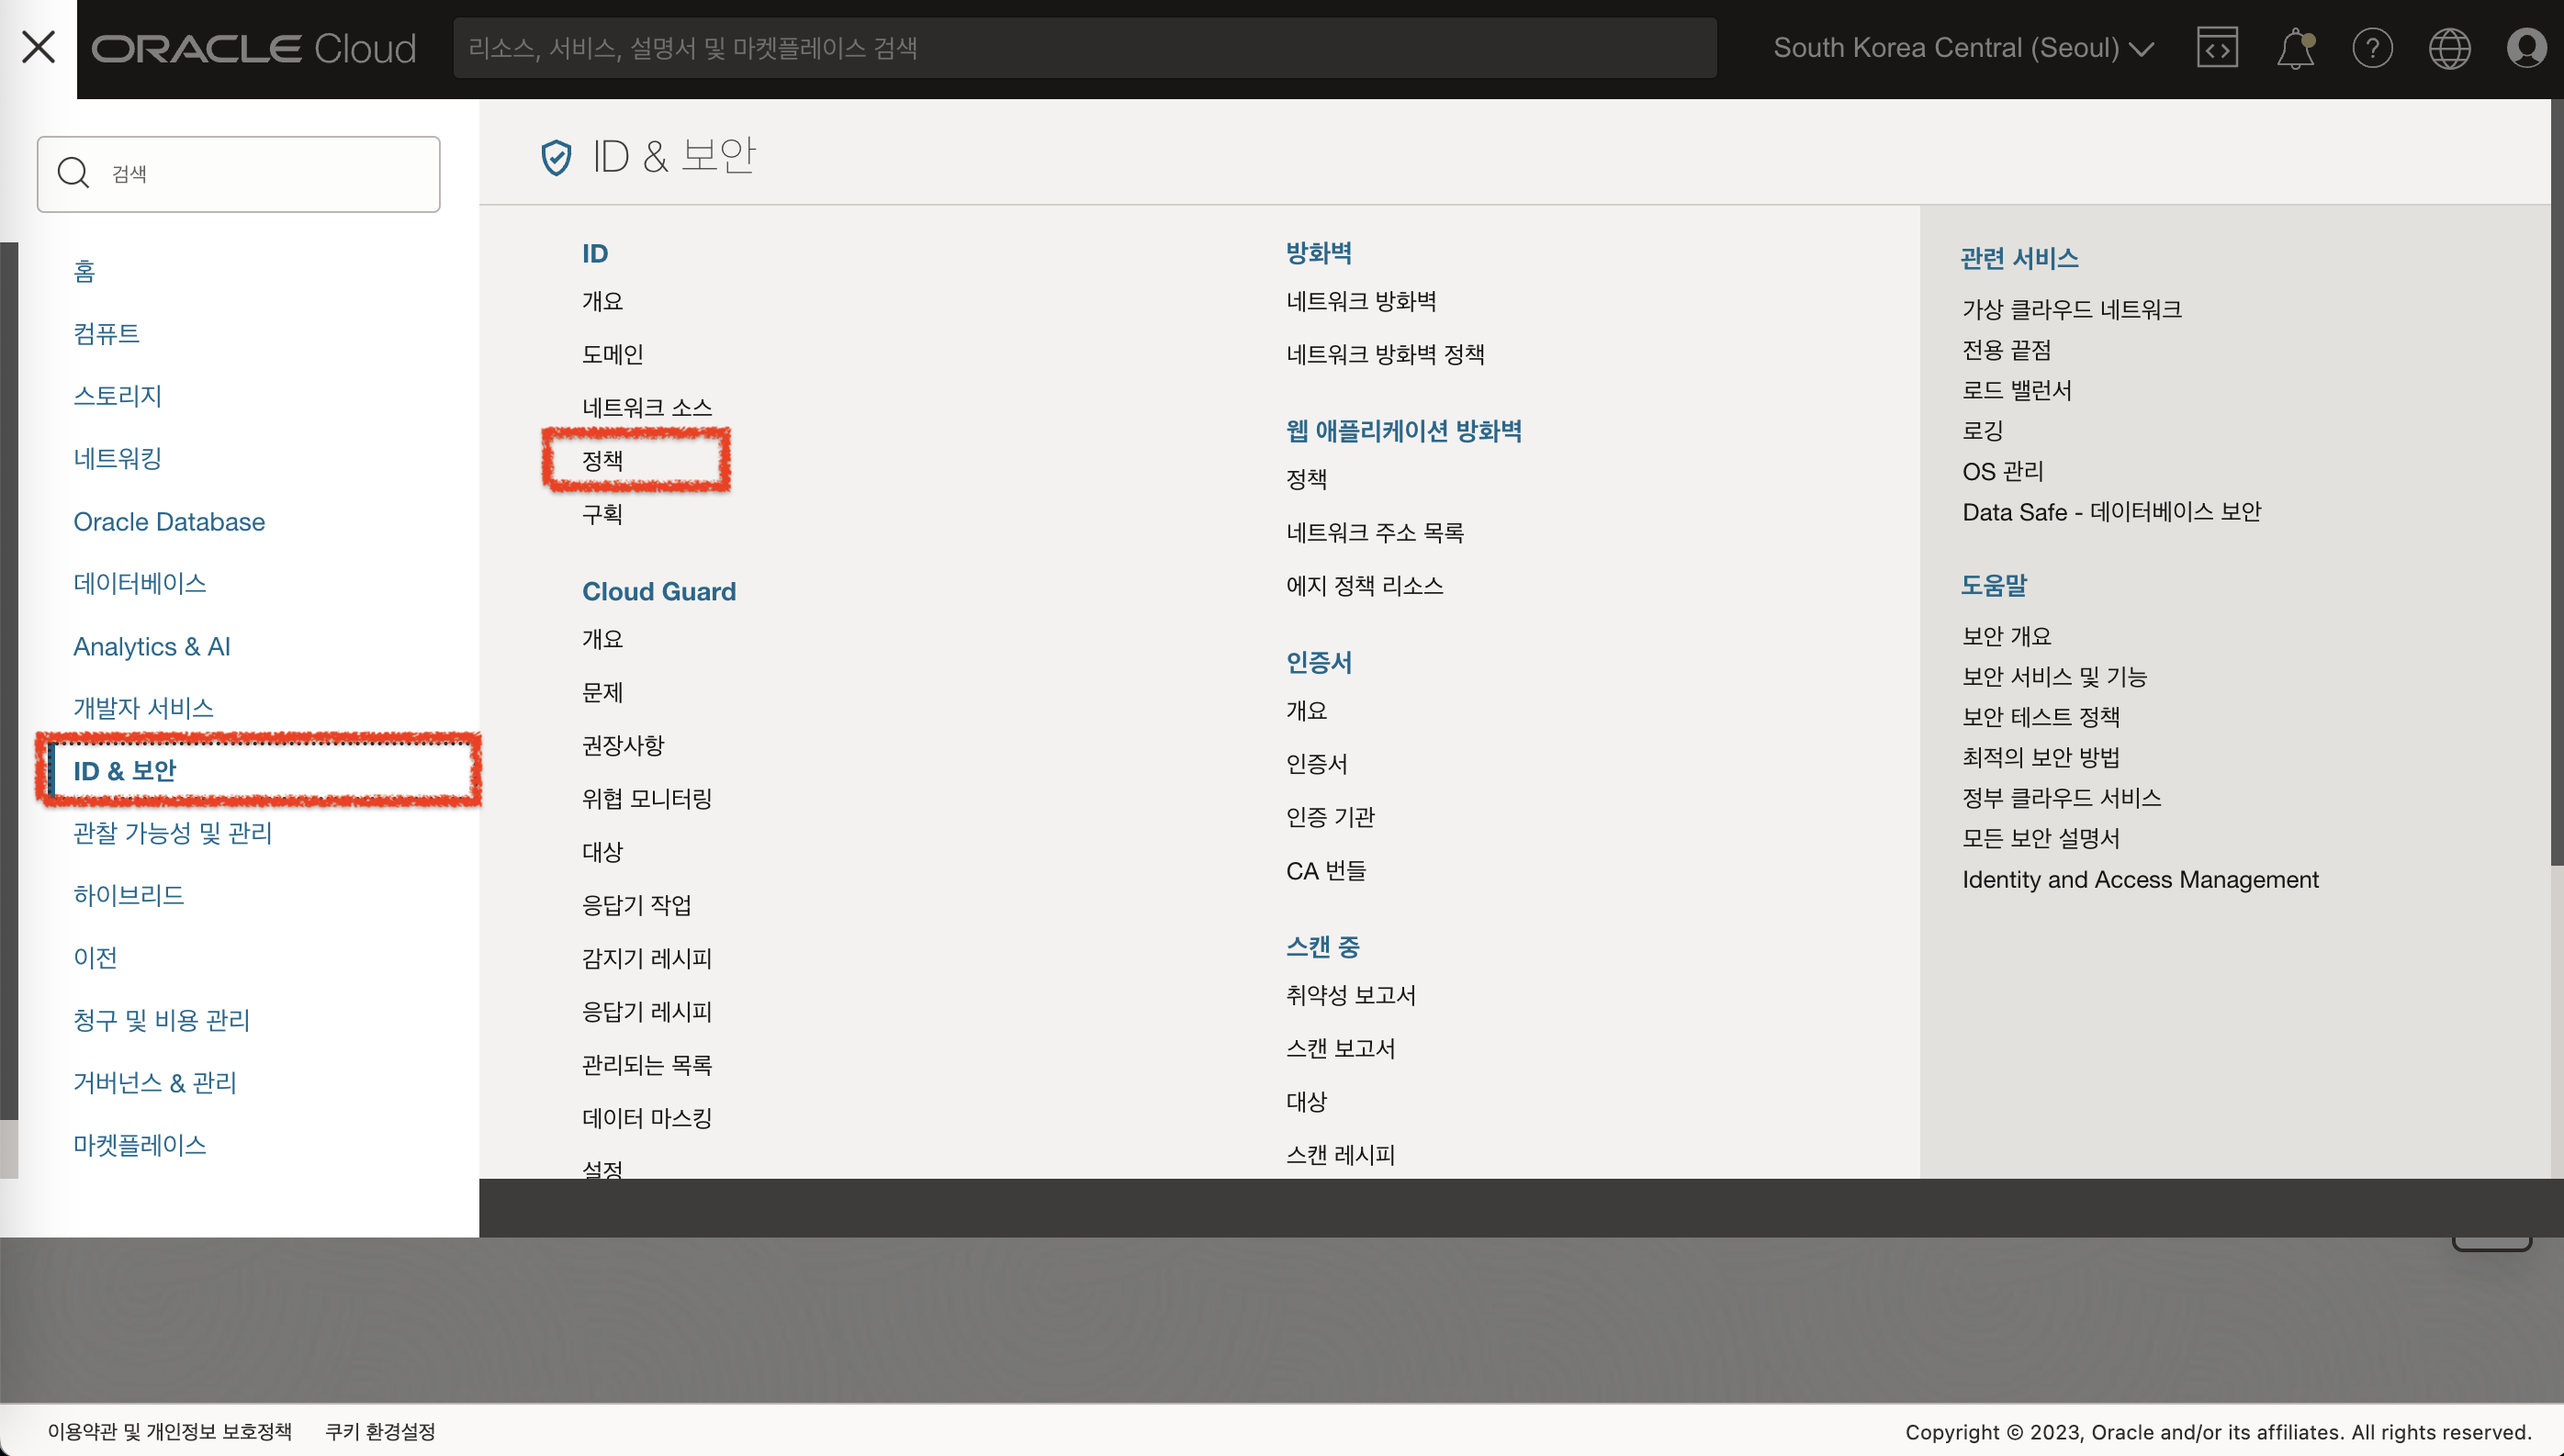 ORACLE Cloud
리소스, 서비스, 설명서 및 마켓플레이스 검색
South Korea Central (Seoul)
검색
홈
컴퓨트
스토리지
네트워킹
Oracle Database
데이터베이스
Analytics & AI
개발자 서비스
ID & 보안
관찰 가능성 및 관리
하이브리드
이전
청구 및 비용 관리
거버넌스 & 관리
마켓플레이스
ID & 보안
ID
개요
도메인
네트워크 소스
정책
구획
Cloud Guard
개요
문제
권장사항
위협 모니터링
대상
응답기 작업
감지기 레시피
응답기 레시피
관리되는 목록
데이터 마스킹
설정
방화벽
네트워크 방화벽
네트워크 방화벽 정책
웹 애플리케이션 방화벽
정책
네트워크 주소 목록
에지 정책 리소스
인증서
개요
인증서
인증 기관
CA 번들
스캔 중
취약성 보고서
스캔 보고서
대상
스캔 레시피
관련 서비스
가상 클라우드 네트워크
전용 끝점
로드 밸런서
로깅
OS 관리
Data Safe - 데이터베이스 보안
도움말
보안 개요
보안 서비스 및 기능
보안 테스트 정책
최적의 보안 방법
정부 클라우드 서비스
모든 보안 설명서
Identity and Access Management
이용약관 및 개인정보 보호정책
쿠키 환경설정
Copyright © 2023, Oracle and/or its affiliates. All rights reserved.